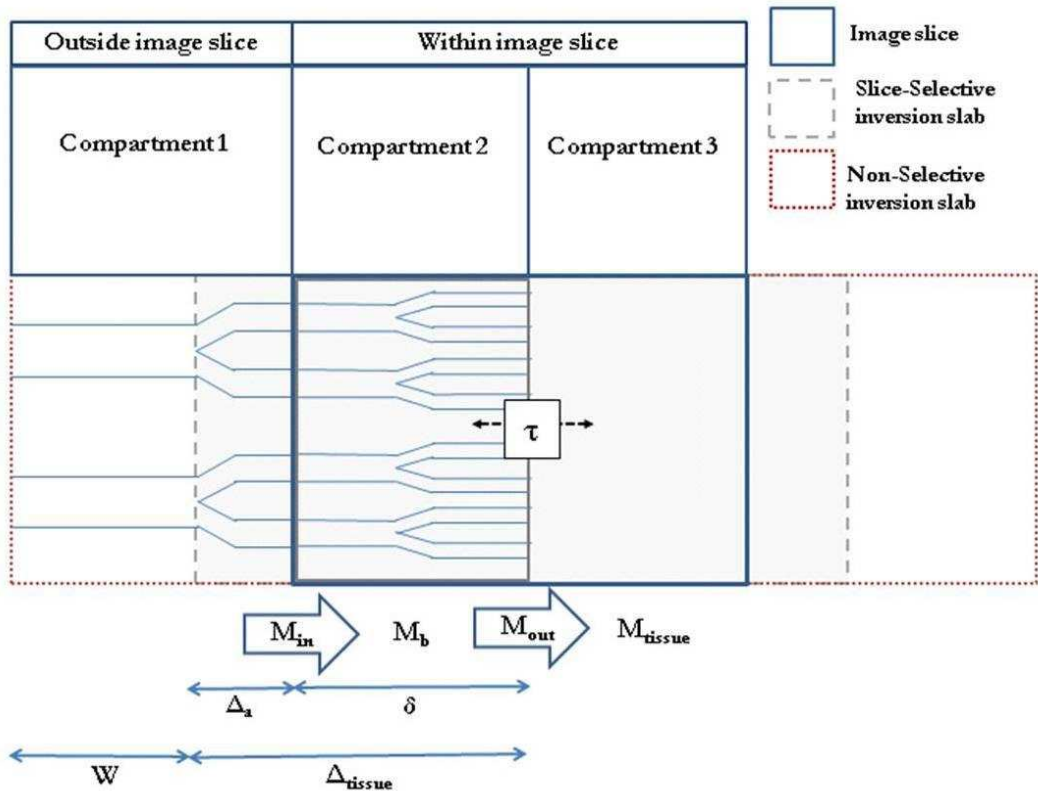 Outside image slice
Within image slice
Compartment 1
Compartment 2
Compartment 3
Image slice
Slice-Selective
inversion slab
Non-Selective
inversion slab
τ
M_in
M_b
M_out
M_tissue
Δ_a
δ
W
Δ_tissue